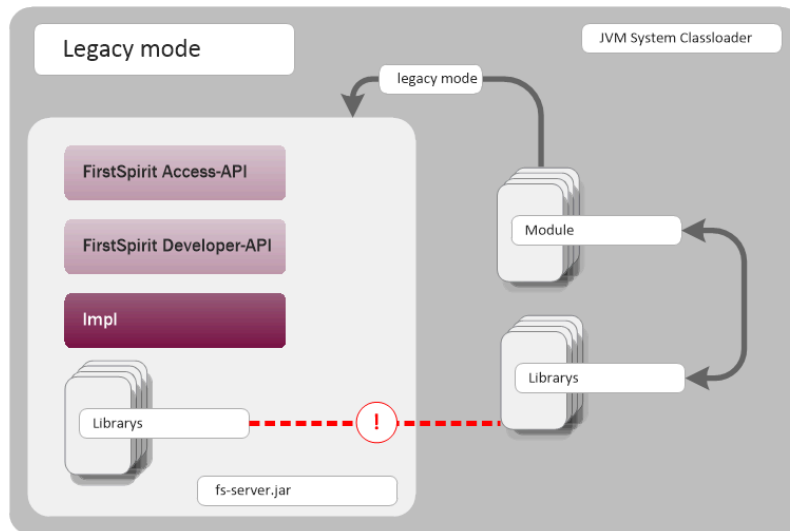 Legacy mode
JVM System Classloader
legacy mode
FirstSpirit Access-API
FirstSpirit Developer-API
Module
Impl
Librarys
Librarys
!
fs-server.jar